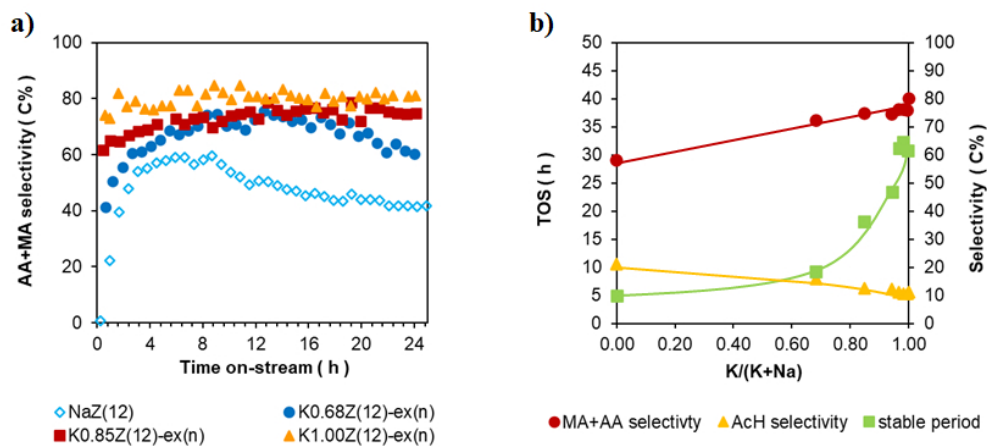 a)
AA+MA selectivity ( C% )
100
80
60
40
20
0
0 4 8 12 16 20 24
Time on-stream ( h )
NaZ(12)
K0.68Z(12)-ex(n)
K0.85Z(12)-ex(n)
K1.00Z(12)-ex(n)
b)
TOS ( h )
50
45
40
35
30
25
20
15
10
5
0
100
90
80
70
60
50
40
30
20
10
0
Selectivity ( C% )
0.00 0.20 0.40 0.60 0.80 1.00
K/(K+Na)
MA+AA selectivty
AcH selectivity
stable period